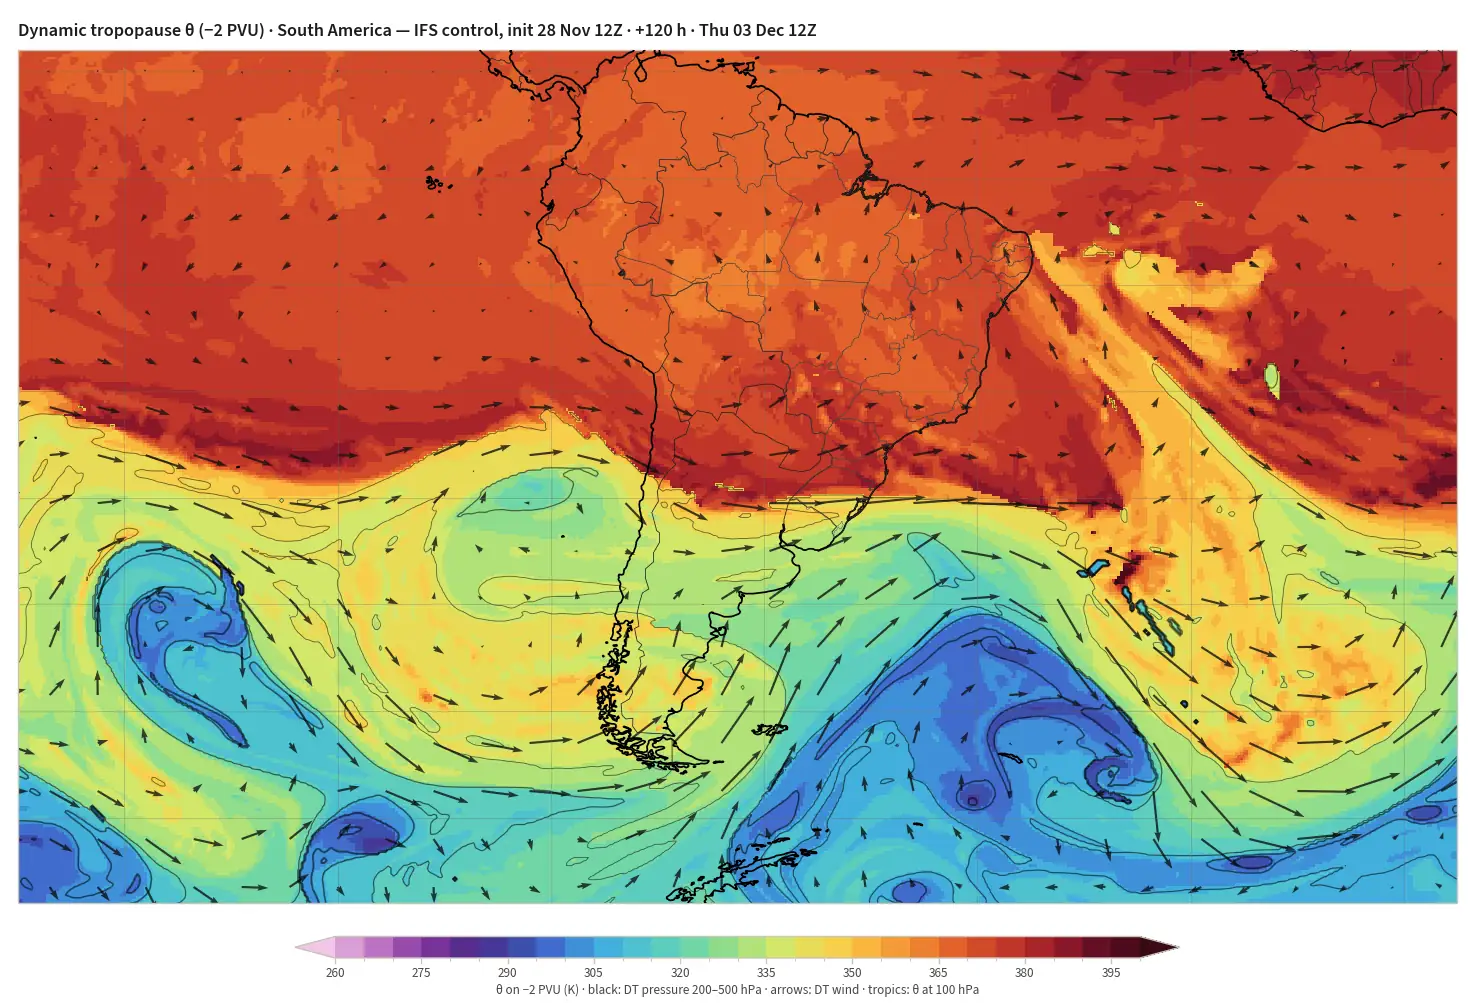 Dynamic tropopause θ (−2 PVU) · South America — IFS control, init 28 Nov 12Z · +120 h · Thu 03 Dec 12Z
260 275 290 305 320 335 350 365 380 395
θ on −2 PVU (K) · black: DT pressure 200–500 hPa · arrows: DT wind · tropics: θ at 100 hPa